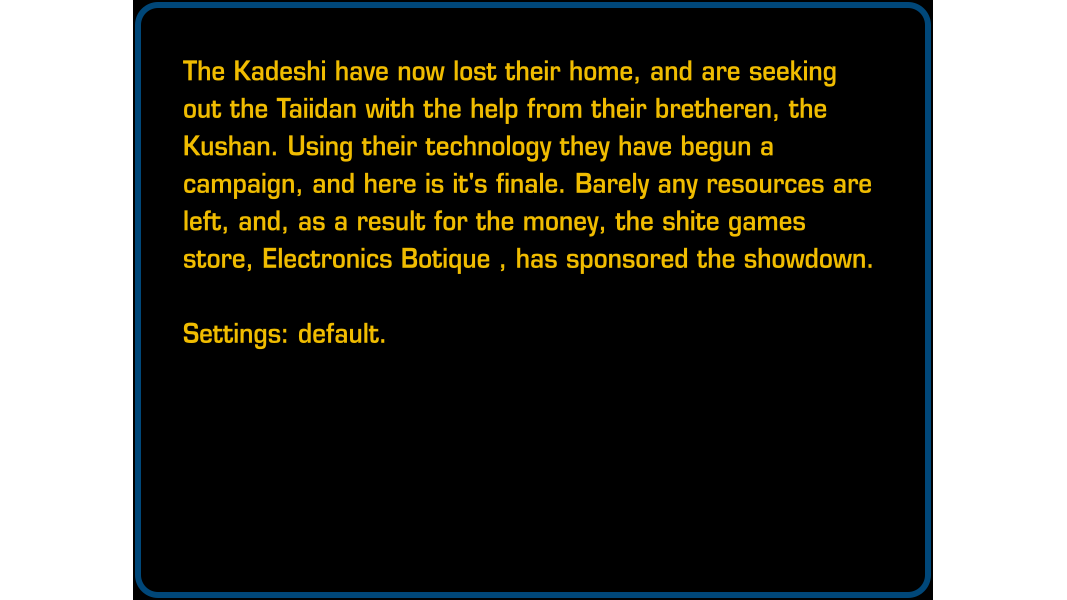 The Kadeshi have now lost their home, and are seeking
out the Taiidan with the help from their bretheren, the
Kushan. Using their technology they have begun a
campaign, and here is it's finale. Barely any resources are
left, and, as a result for the money, the shite games
store, Electronics Botique , has sponsored the showdown.

Settings: default.